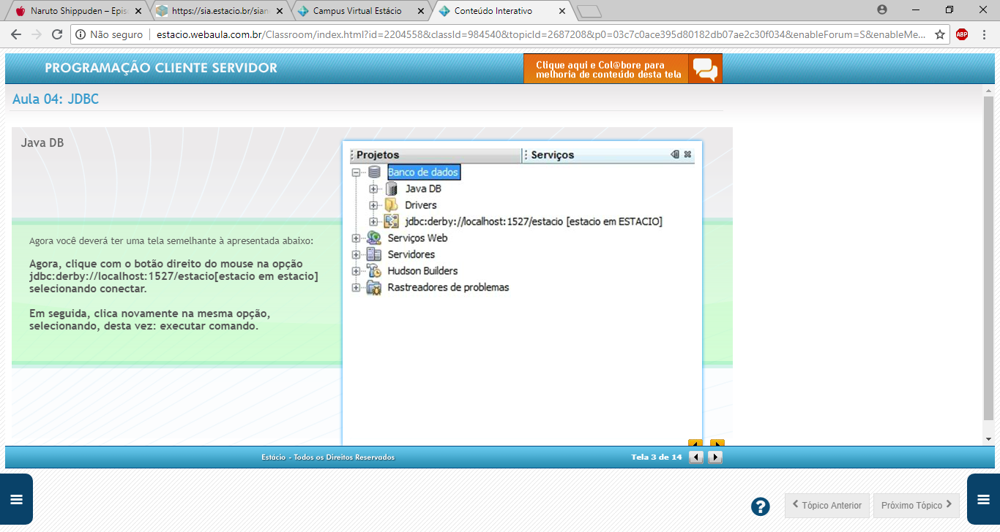 Naruto Shippuden – Epis
https://sia.estacio.br/sian
Campus Virtual Estácio
Conteúdo Interativo
Não seguro
estacio.webaula.com.br/Classroom/index.html?id=2204558&classId=984540&topicId=2687208&p0=03c7c0ace395d80182db07ae2c30f034&enableForum=S&enableMe...
ABP
PROGRAMAÇÃO CLIENTE SERVIDOR
Clique aqui e Col@bore para
melhoria de conteúdo desta tela
Aula 04: JDBC
Java DB
Projetos
Serviços
Banco de dados
Java DB
Drivers
jdbc:derby://localhost:1527/estacio [estacio em ESTACIO]
Serviços Web
Servidores
Hudson Builders
Rastreadores de problemas
Agora você deverá ter uma tela semelhante à apresentada abaixo:
Agora, clique com o botão direito do mouse na opção
jdbc:derby://localhost:1527/estacio[estacio em estacio]
selecionando conectar.
Em seguida, clica novamente na mesma opção,
selecionando, desta vez: executar comando.
Estácio - Todos os Direitos Reservados
Tela 3 de 14
?
Tópico Anterior
Próximo Tópico